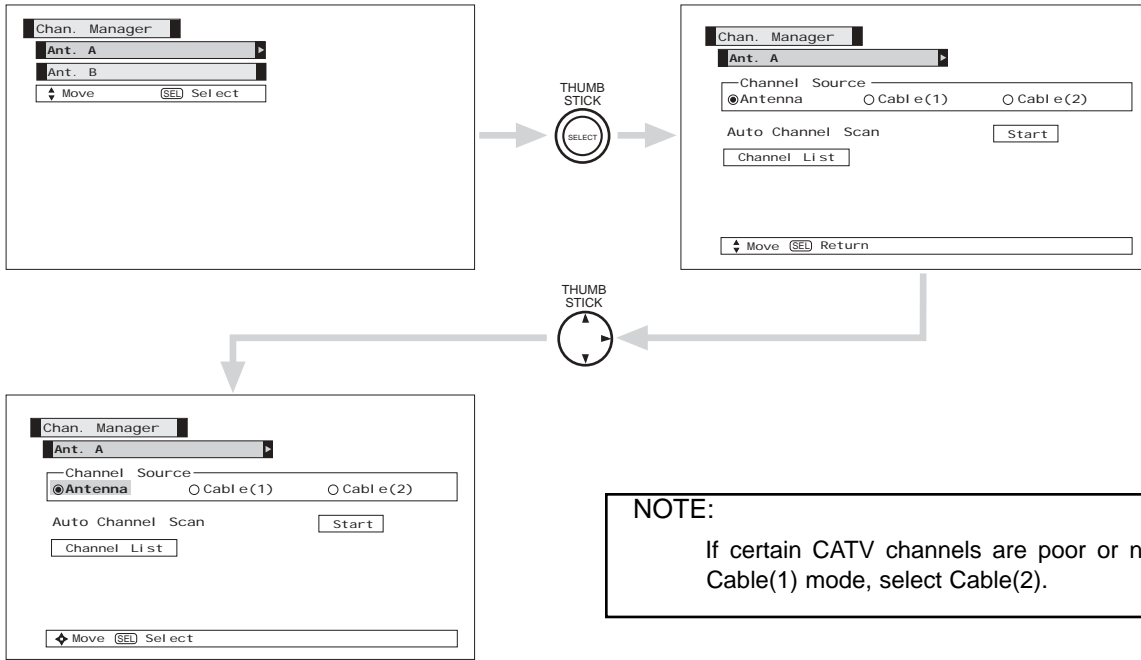 Chan. Manager
Ant. A
Ant. B
Move SEL Select
THUMB
STICK
SELECT
Chan. Manager
Ant. A
Channel Source
Antenna Cable(1) Cable(2)
Auto Channel Scan Start
Channel List
Move SEL Return
THUMB
STICK
Chan. Manager
Ant. A
Channel Source
Antenna Cable(1) Cable(2)
Auto Channel Scan Start
Channel List
Move SEL Select
NOTE:
If certain CATV channels are poor or
Cable(1) mode, select Cable(2).